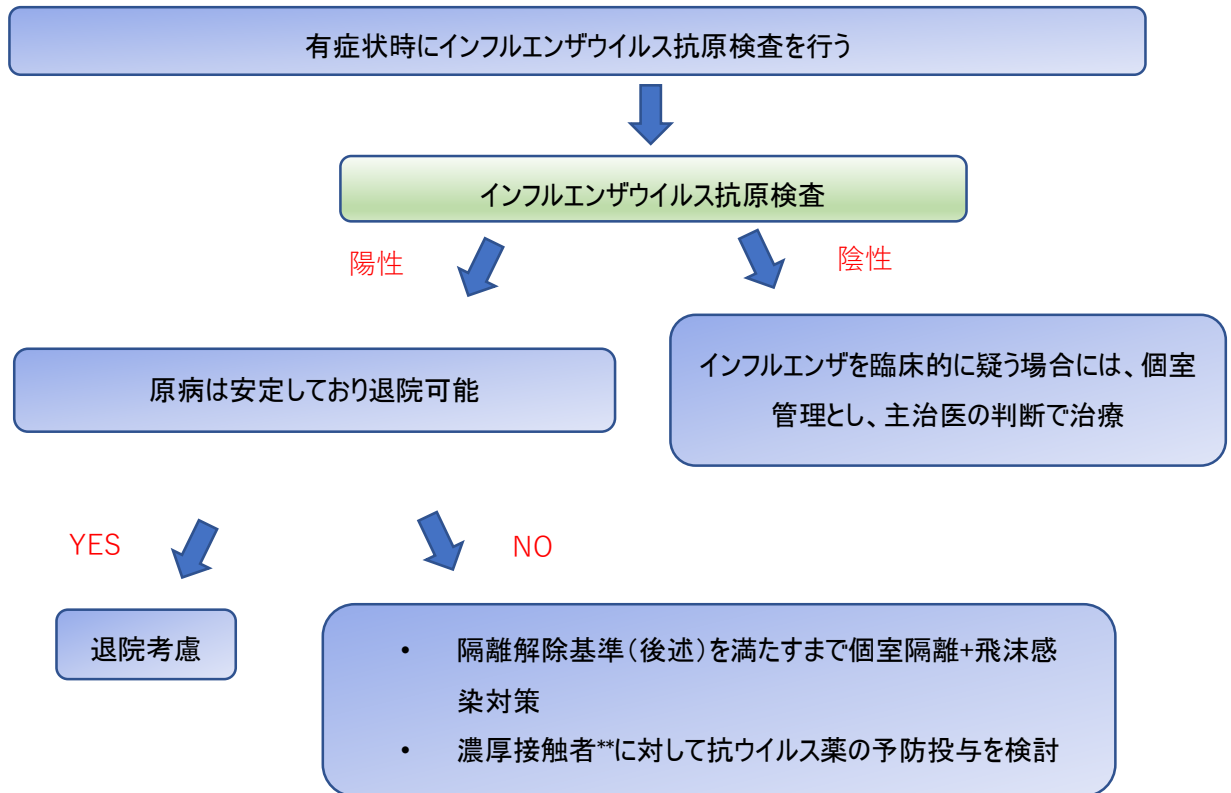 有症状時にインフルエンザウイルス抗原検査を行う
インフルエンザウイルス抗原検査
陽性
陰性
原病は安定しており退院可能
インフルエンザを臨床的に疑う場合には、個室
管理とし、主治医の判断で治療
YES
NO
退院考慮
• 隔離解除基準（後述）を満たすまで個室隔離+飛沫感
染対策
• 濃厚接触者**に対して抗ウイルス薬の予防投与を検討